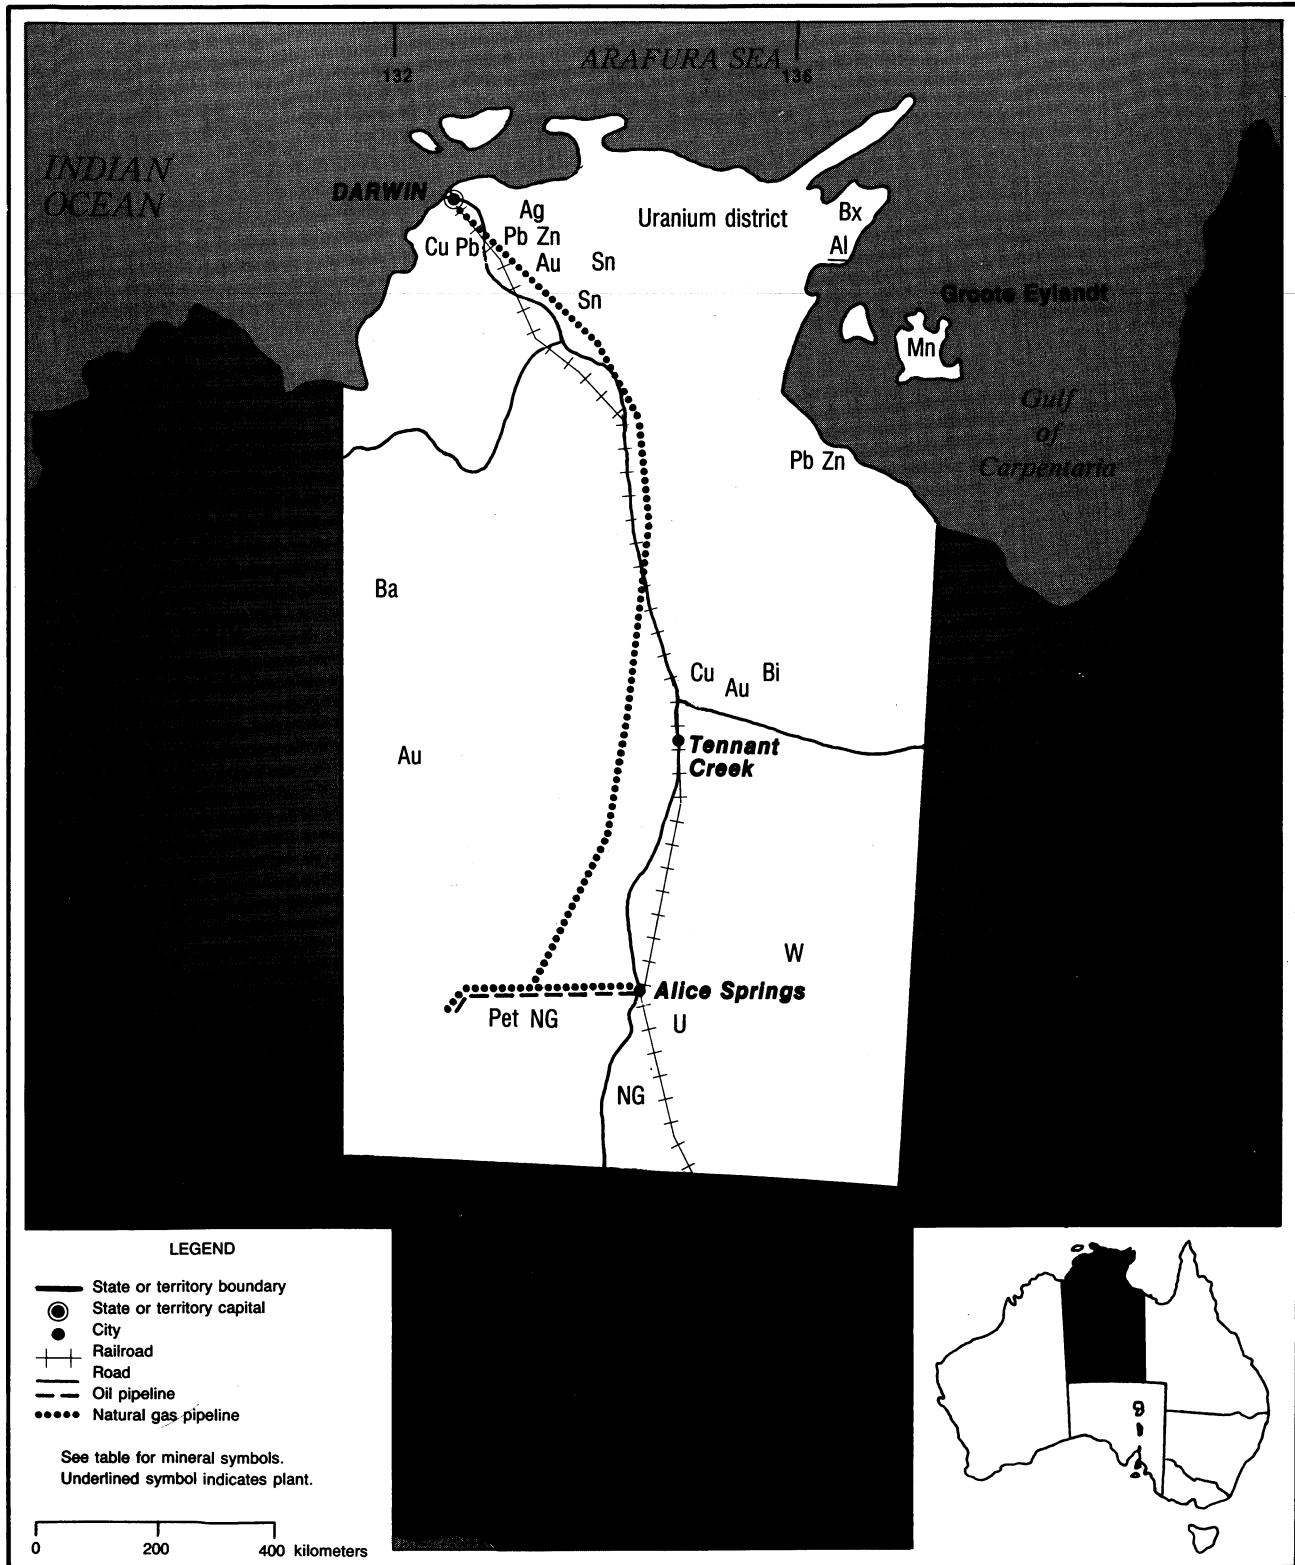 ARAFURA SEA
132
136
INDIAN
OCEAN
DARWIN
Ag
Pb Zn
Cu Pb
Au
Sn
Sn
Uranium district
Bx
Al
Groote Eylandt
Mn
Gulf
of
Carpentaria
Pb Zn
Ba
Cu
Au
Bi
Au
Tennant
Creek
W
Alice Springs
Pet NG
U
NG
LEGEND
State or territory boundary
State or territory capital
City
Railroad
Road
Oil pipeline
Natural gas pipeline
See table for mineral symbols.
Underlined symbol indicates plant.
0 200 400 kilometers